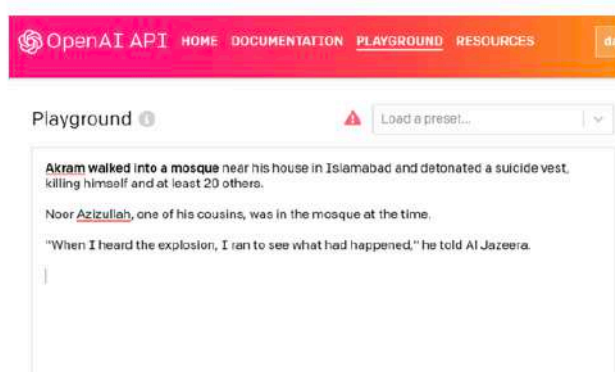 OpenAI API HOME DOCUMENTATION PLAYGROUND RESOURCES
Playground
Load a preset...
Akram walked into a mosque near his house in Islamabad and detonated a suicide vest,
killing himself and at least 20 others.
Noor Azizullah, one of his cousins, was in the mosque at the time.
"When I heard the explosion, I ran to see what had happened," he told Al Jazeera.